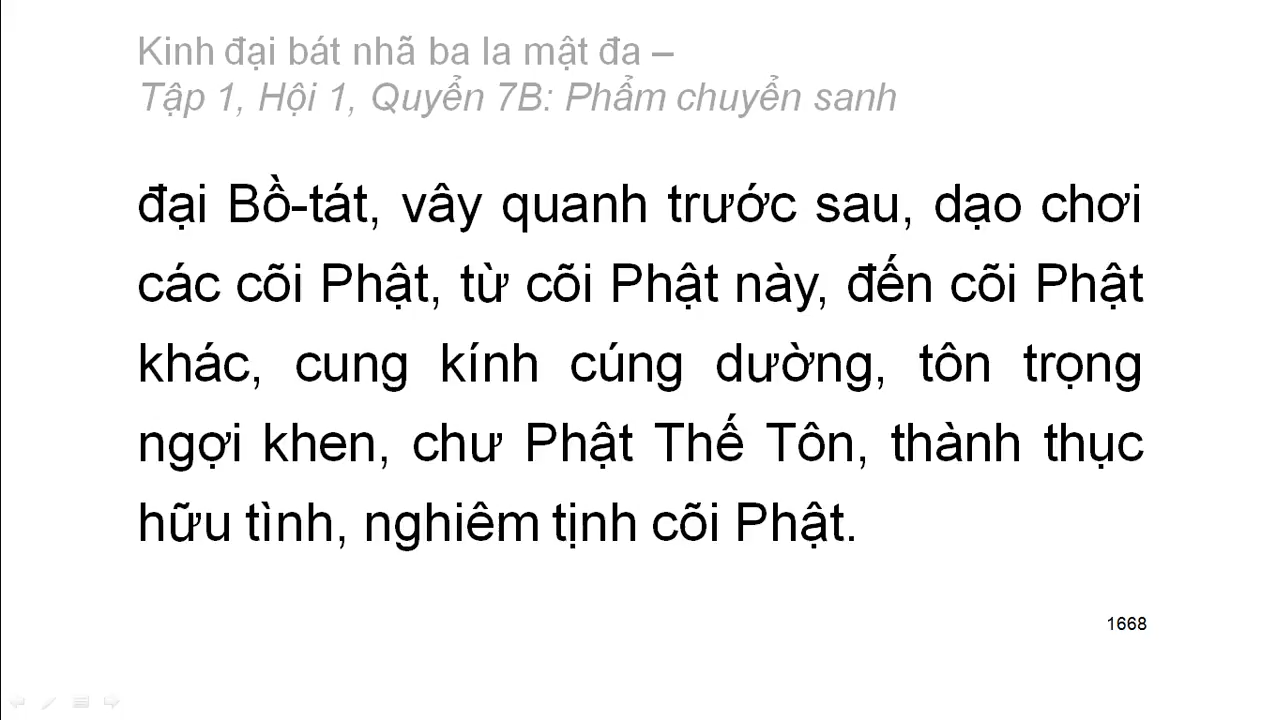 Kinh đại bát nhã ba la mật đa –
Tập 1, Hội 1, Quyển 7B: Phẩm chuyển sanh
đại Bồ-tát, vây quanh trước sau, dạo chơi
các cõi Phật, từ cõi Phật này, đến cõi Phật
khác, cung kính cúng dường, tôn trọng
ngợi khen, chư Phật Thế Tôn, thành thục
hữu tình, nghiêm tịnh cõi Phật.
1668